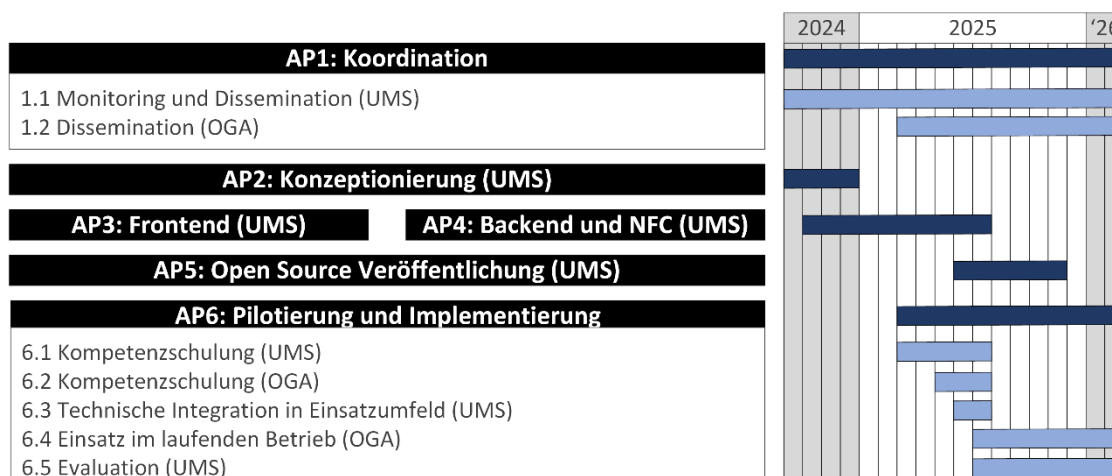 2024 2025 '26
AP1: Koordination
1.1 Monitoring und Dissemination (UMS)
1.2 Dissemination (OGA)
AP2: Konzeptionierung (UMS)
AP3: Frontend (UMS) AP4: Backend und NFC (UMS)
AP5: Open Source Veröffentlichung (UMS)
AP6: Pilotierung und Implementierung
6.1 Kompetenzschulung (UMS)
6.2 Kompetenzschulung (OGA)
6.3 Technische Integration in Einsatzumfeld (UMS)
6.4 Einsatz im laufenden Betrieb (OGA)
6.5 Evaluation (UMS)